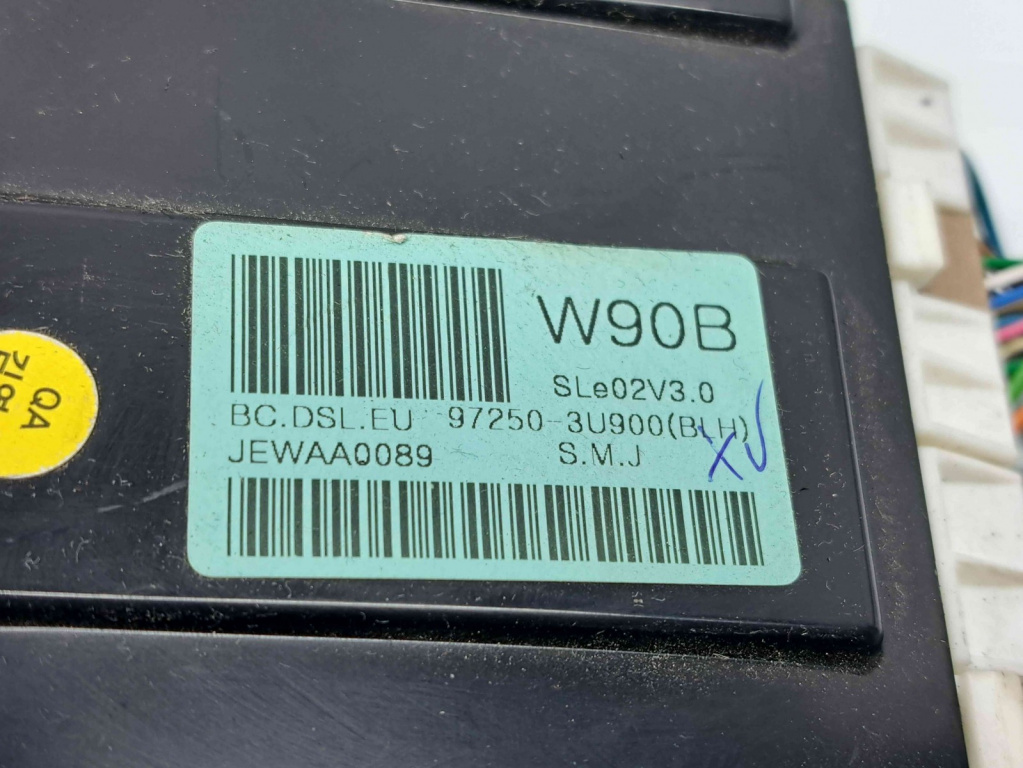 W90B
SLe02V3.0
BC.DSL.EU 97250-3U900(BLH)
JEWAA0089 S.M.J
QA